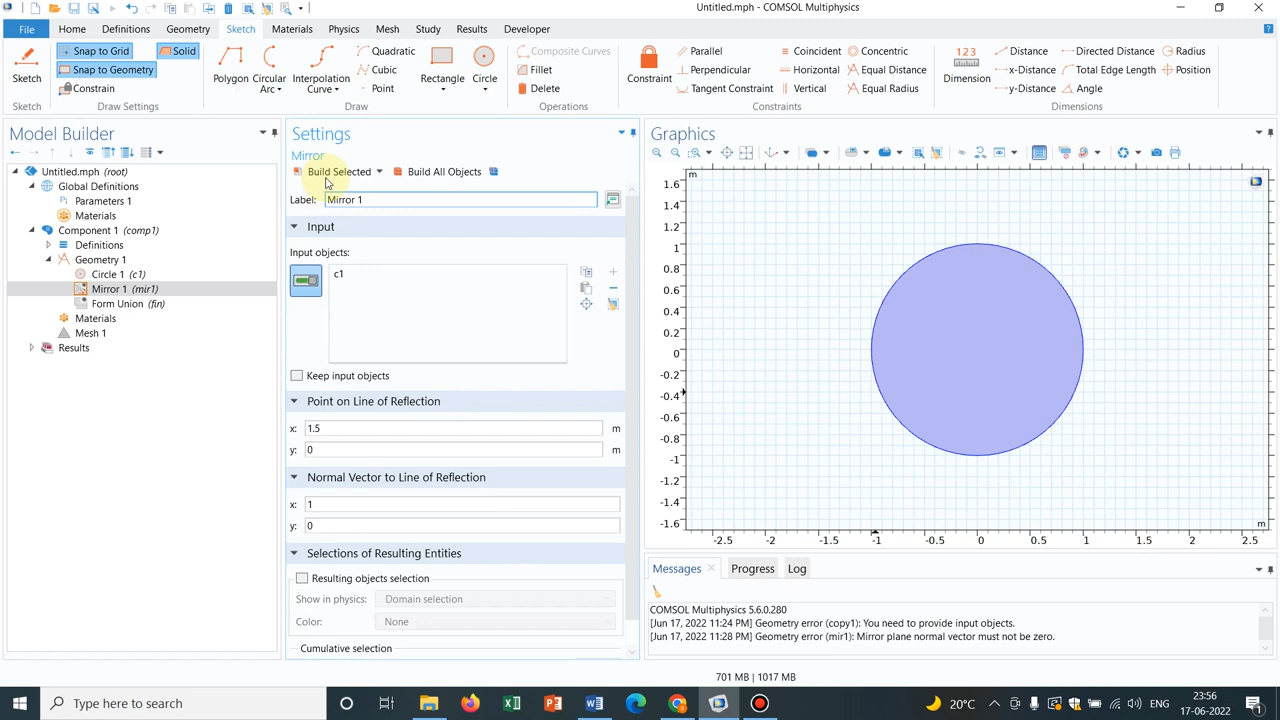 Untitled.mph - COMSOL Multiphysics
File Home Definitions Geometry Sketch Materials Physics Mesh Study Results Developer
Snap to Grid Solid Quadratic Composite Curves Parallel Coincident Concentric Distance Directed Distance Radius
Snap to Geometry Cubic Fillet Perpendicular Horizontal Equal Distance x-Distance Total Edge Length Position
Sketch Polygon Circular Arc Interpolation Curve Rectangle Circle Constraint Dimension
Constrain Point Delete Tangent Constraint Vertical Equal Radius y-Distance Angle
Sketch Draw Settings Draw Operations Constraints Dimensions
Model Builder
Untitled.mph (root)
Global Definitions
Pi Parameters 1
Materials
Component 1 (comp1)
Definitions
Geometry 1
Circle 1 (c1)
Mirror 1 (mir1)
Form Union (fin)
Materials
Mesh 1
Results
Settings
Mirror
Build Selected Build All Objects
Label: Mirror 1
Input
Input objects:
c1
Keep input objects
Point on Line of Reflection
x: 1.5 m
y: 0 m
Normal Vector to Line of Reflection
x: 1
y: 0
Selections of Resulting Entities
Resulting objects selection
Show in physics: Domain selection
Color: None
Cumulative selection
Graphics
m
1.6
1.4
1.2
1
0.8
0.6
0.4
0.2
0
-0.2
-0.4
-0.6
-0.8
-1
-1.2
-1.4
-1.6
m
-2.5 -2 -1.5 -1 -0.5 0 0.5 1 1.5 2 2.5
Messages Progress Log
COMSOL Multiphysics 5.6.0.280
[Jun 17, 2022 11:24 PM] Geometry error (copy1): You need to provide input objects.
[Jun 17, 2022 11:28 PM] Geometry error (mir1): Mirror plane normal vector must not be zero.
701 MB | 1017 MB
Type here to search
20°C ENG 23:56
17-06-2022